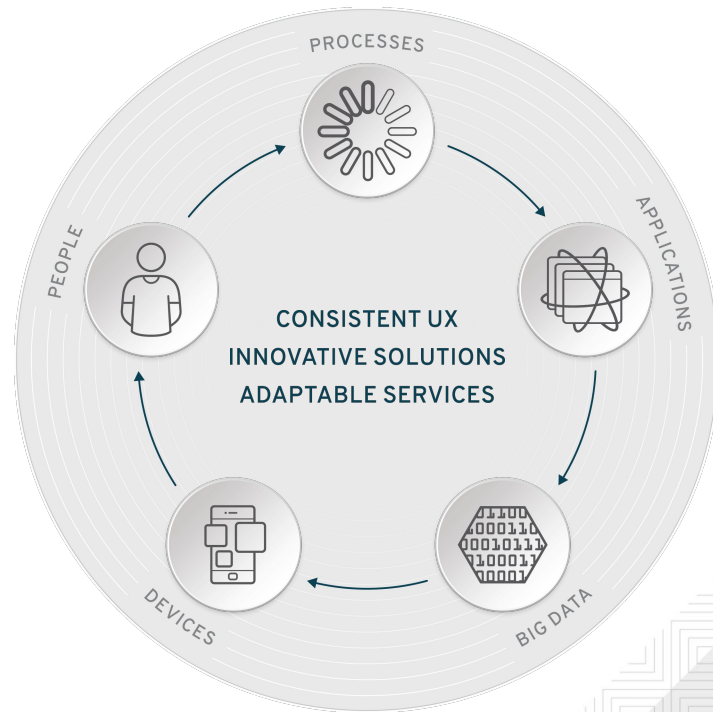 PROCESSES
APPLICATIONS
PEOPLE
CONSISTENT UX
INNOVATIVE SOLUTIONS
ADAPTABLE SERVICES
DEVICES
BIG DATA